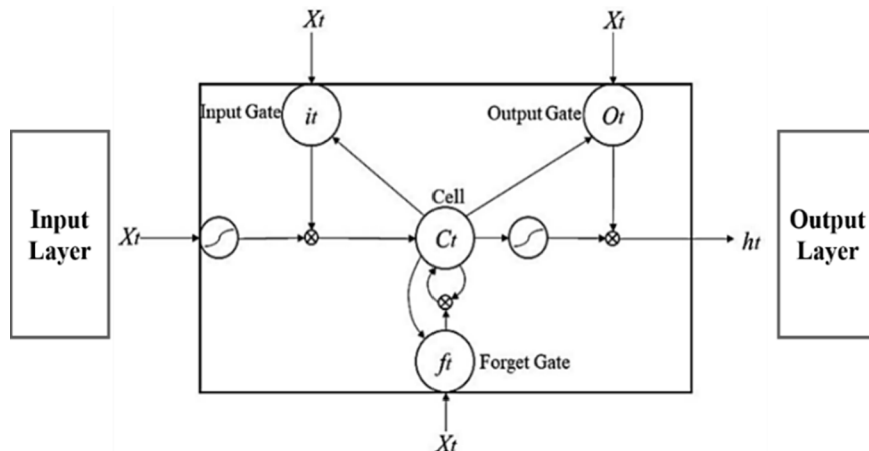 Xt
Xt
Input Gate
it
Output Gate
Ot
Cell
Input
Layer
Xt
Ct
ht
Output
Layer
ft
Forget Gate
Xt